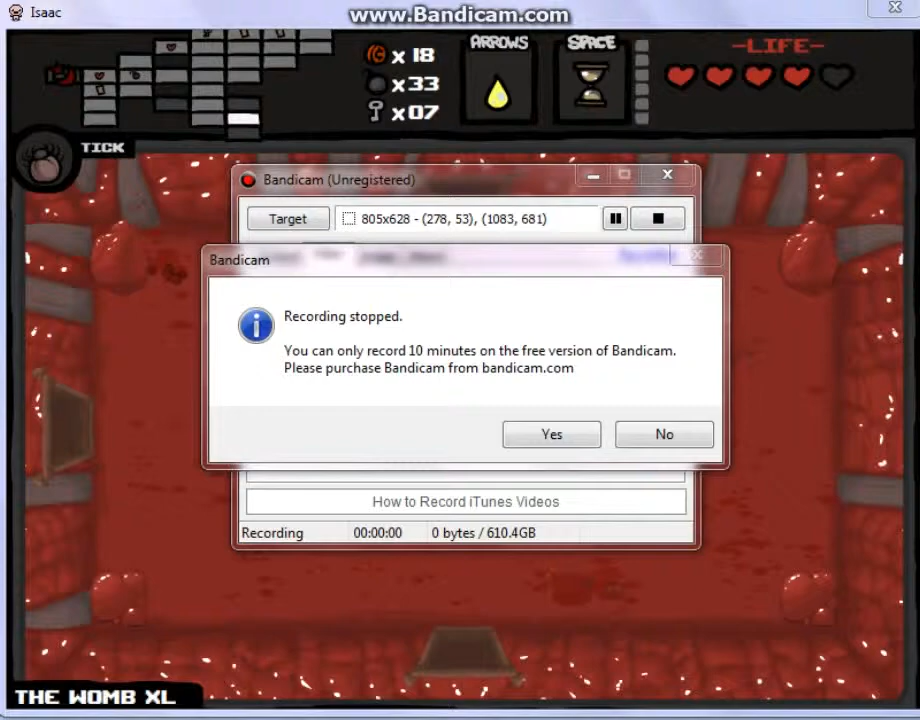 Isaac
www.Bandicam.com
x 18
x 33
x 07
ARROWS
SPACE
-LIFE-
TICK
Bandicam (Unregistered)
Target
805x628 - (278, 53), (1083, 681)
Bandicam
Recording stopped.
You can only record 10 minutes on the free version of Bandicam.
Please purchase Bandicam from bandicam.com
Yes
No
How to Record iTunes Videos
Recording
00:00:00
0 bytes / 610.4GB
THE WOMB XL